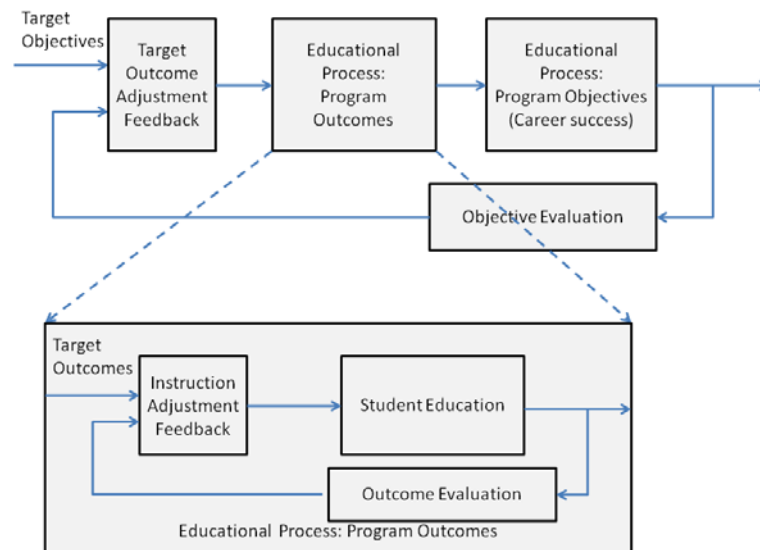 Target
Objectives
Target
Outcome
Adjustment
Feedback
Educational
Process:
Program
Outcomes
Educational
Process:
Program Objectives
(Career success)
Objective Evaluation
Target
Outcomes
Instruction
Adjustment
Feedback
Student Education
Outcome Evaluation
Educational Process: Program Outcomes